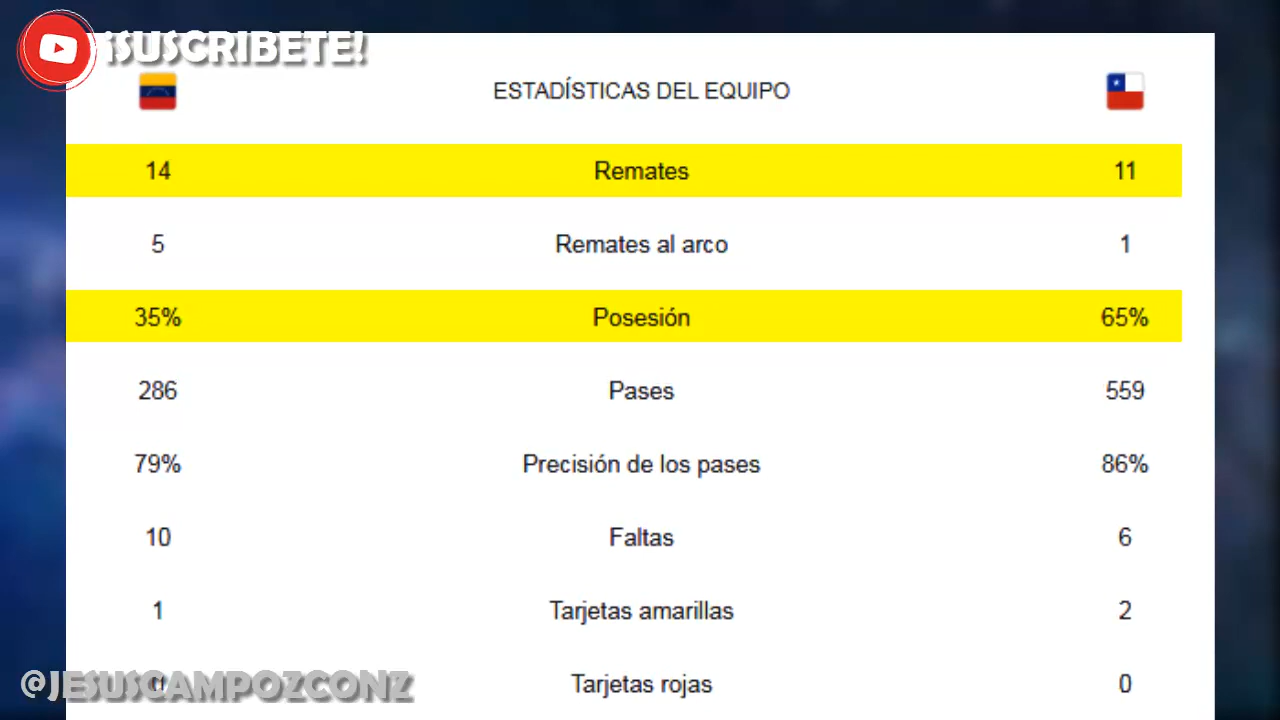 ¡SUSCRIBETE!
ESTADÍSTICAS DEL EQUIPO
14 Remates 11
5 Remates al arco 1
35% Posesión 65%
286 Pases 559
79% Precisión de los pases 86%
10 Faltas 6
1 Tarjetas amarillas 2
@JESUSCAMPOZCONZ Tarjetas rojas 0